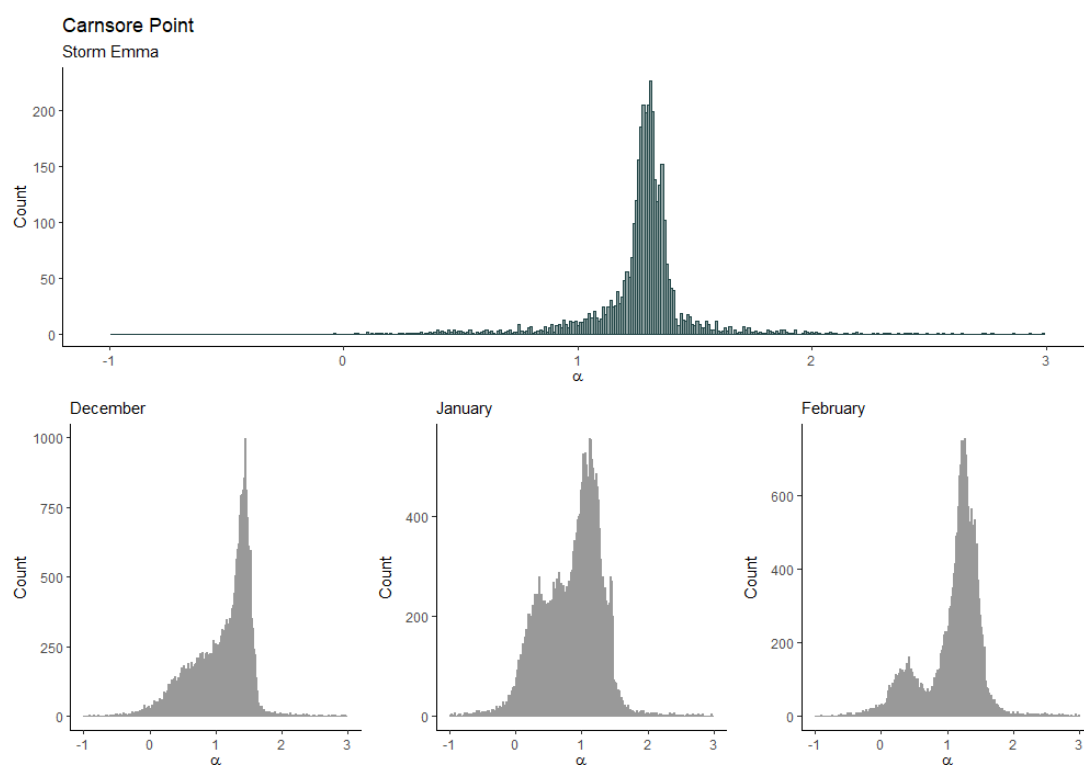 Carnsore Point
Storm Emma
Count
200
150
100
50
0
-1 0 1 2 3
α
December
Count
1000
750
500
250
0
-1 0 1 2 3
α
January
Count
400
200
0
-1 0 1 2 3
α
February
Count
600
400
200
0
-1 0 1 2 3
α